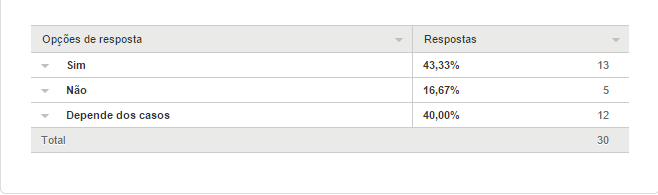 Opções de resposta Respostas
Sim 43,33% 13
Não 16,67% 5
Depende dos casos 40,00% 12
Total 30